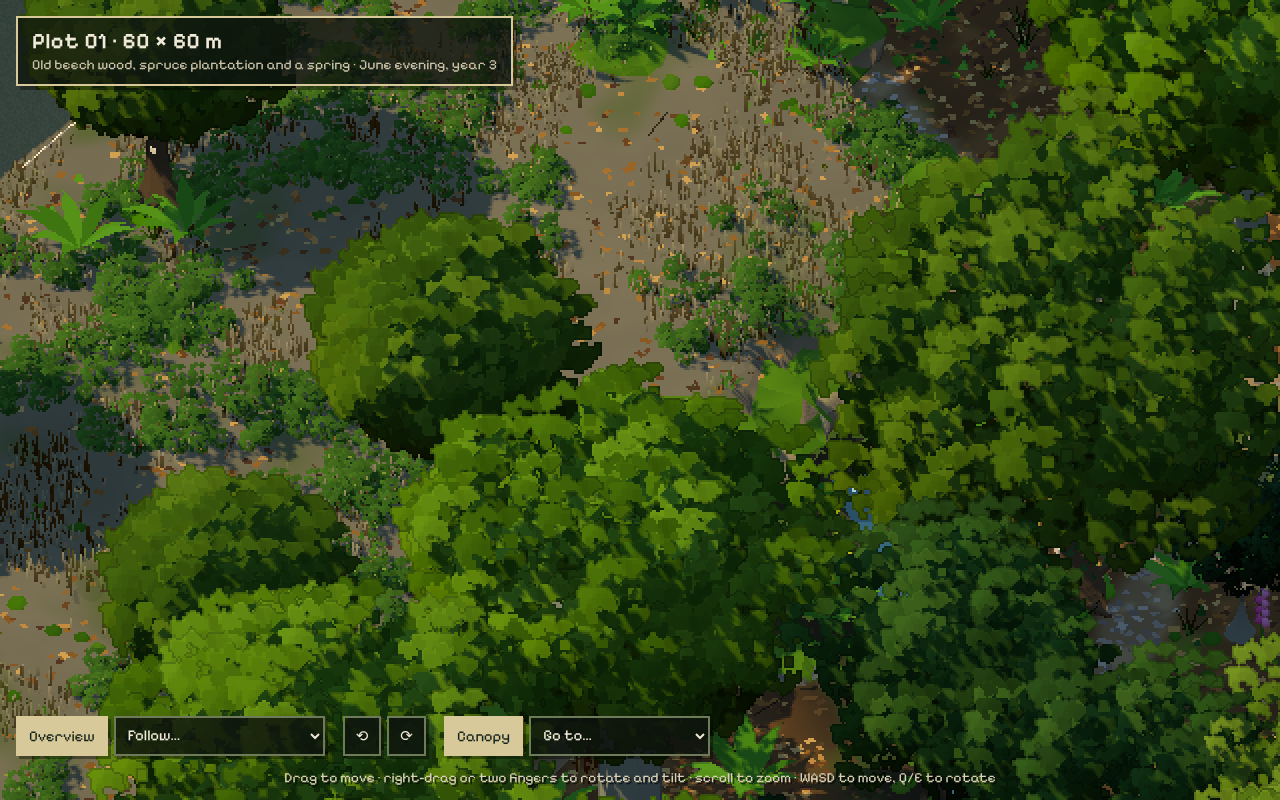 Plot 01 · 60 × 60 m
Old beech wood, spruce plantation and a spring · June evening, year 3
Overview
Follow...
⟲
⟳
Canopy
Go to...
Drag to move · right-drag or two fingers to rotate and tilt · scroll to zoom · WASD to move, Q/E to rotate